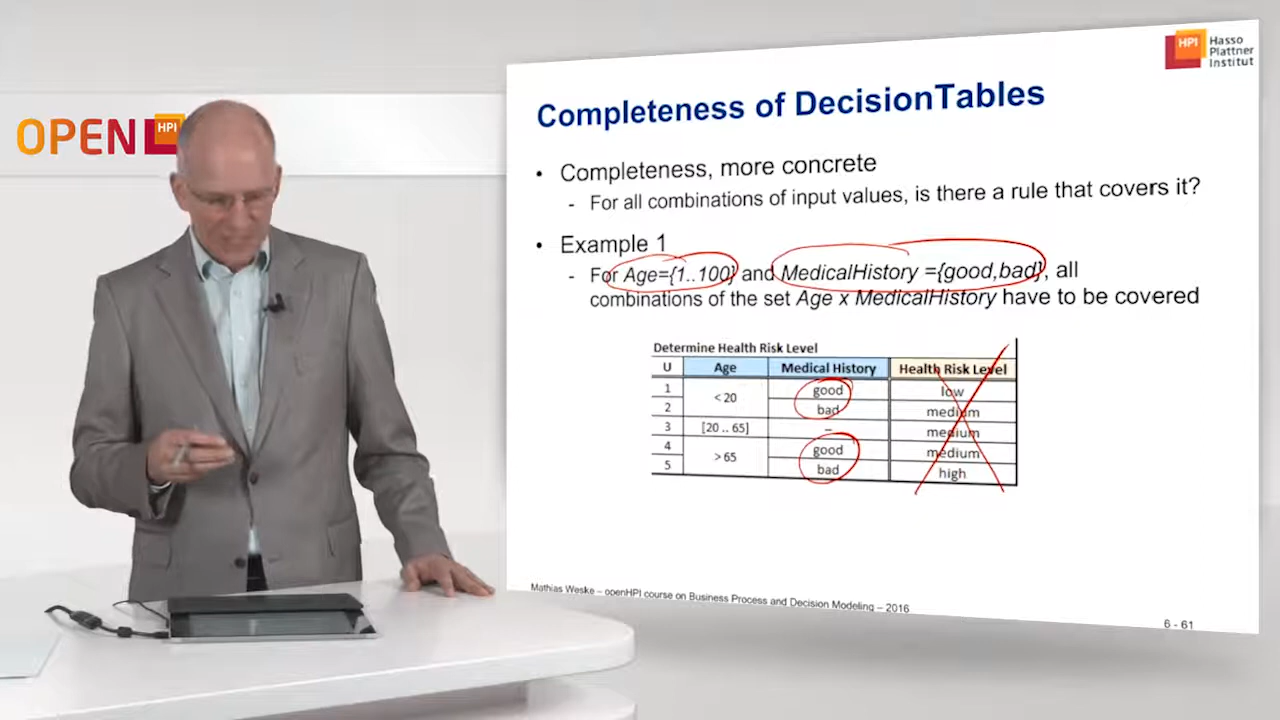 OPEN HPI
HPI Hasso
Plattner
Institut
Completeness of DecisionTables
• Completeness, more concrete
- For all combinations of input values, is there a rule that covers it?
• Example 1
- For Age={1..100} and MedicalHistory ={good,bad}, all
combinations of the set Age x MedicalHistory have to be covered
Determine Health Risk Level
U Age Medical History Health Risk Level
1 < 20 good low
2 bad medium
3 [20 .. 65] – medium
4 > 65 good medium
5 bad high
Mathias Weske – openHPI course on Business Process and Decision Modeling – 2016
6 - 61